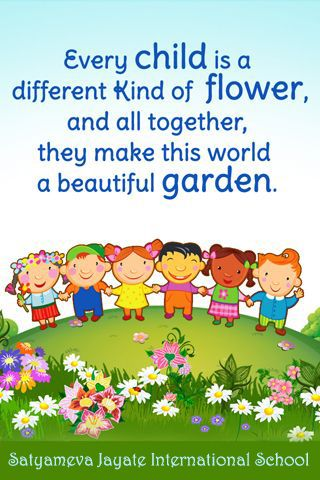 Every child is a
different Kind of flower,
and all together,
they make this world
a beautiful garden.
Satyameva Jayate International School